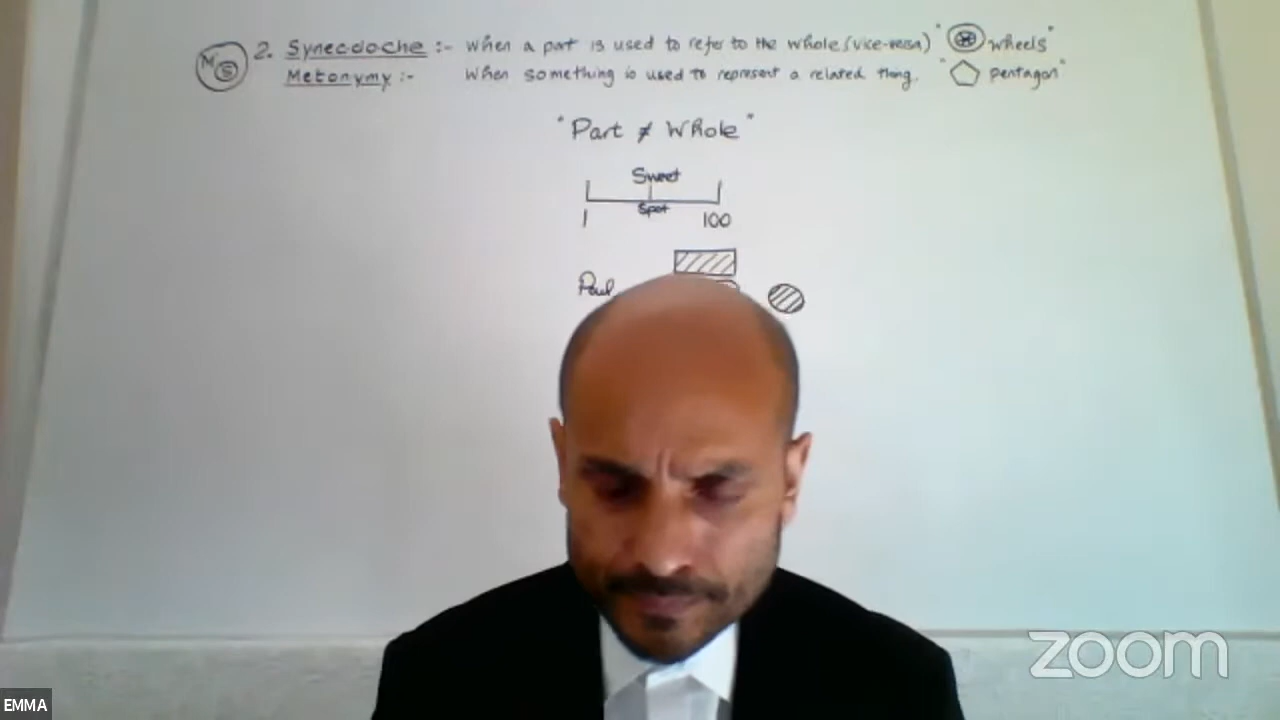 MC S 2. Synecdoche :- When a part is used to refer to the whole (vice-versa) " wheels"
Metonymy :- When something is used to represent a related thing. " pentagon"
"Part ≠ Whole"
Sweet
Spot
1 100
Paul
zoom
EMMA